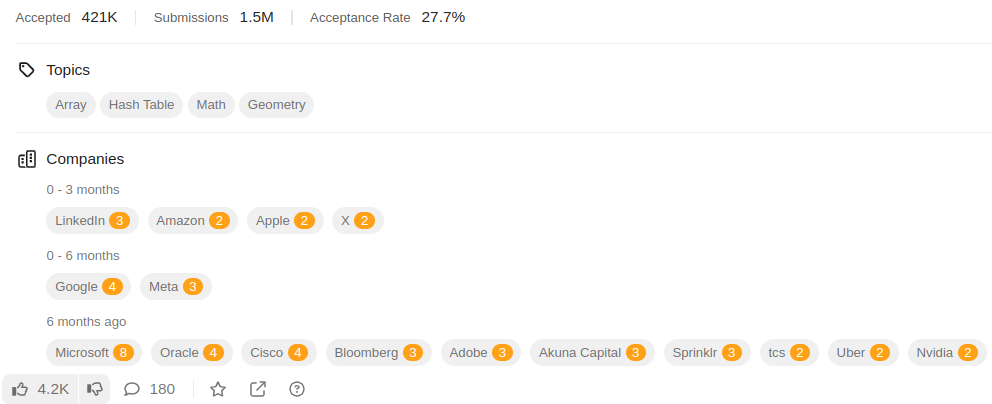 Accepted 421K Submissions 1.5M Acceptance Rate 27.7%
Topics
Array Hash Table Math Geometry
Companies
0 - 3 months
LinkedIn 3 Amazon 2 Apple 2 X 2
0 - 6 months
Google 4 Meta 3
6 months ago
Microsoft 8 Oracle 4 Cisco 4 Bloomberg 3 Adobe 3 Akuna Capital 3 Sprinklr 3 tcs 2 Uber 2 Nvidia 2
4.2K 180